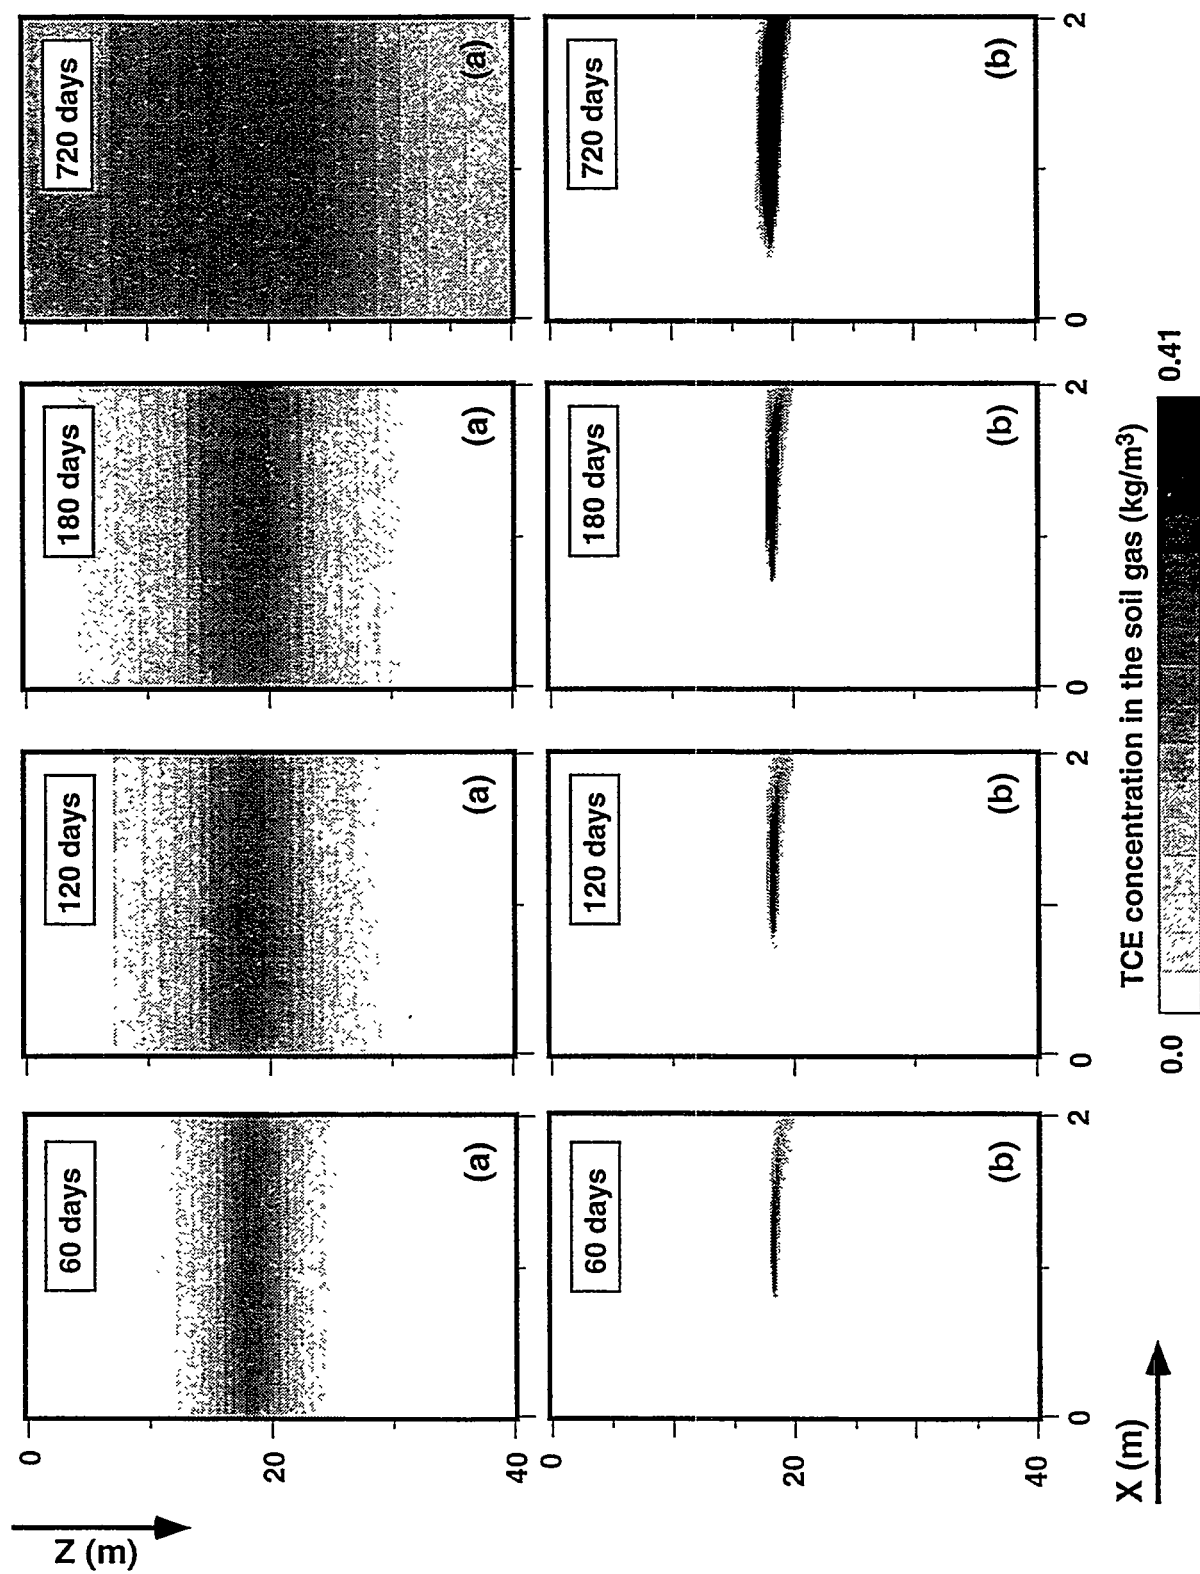 Z (m)
0
20
40
60 days
(a)
120 days
(a)
180 days
(a)
720 days
(a)
0
20
40
60 days
(b)
120 days
(b)
180 days
(b)
720 days
(b)
0
2
0
2
0
2
0
2
X (m)
TCE concentration in the soil gas (kg/m³)
0.0
0.41